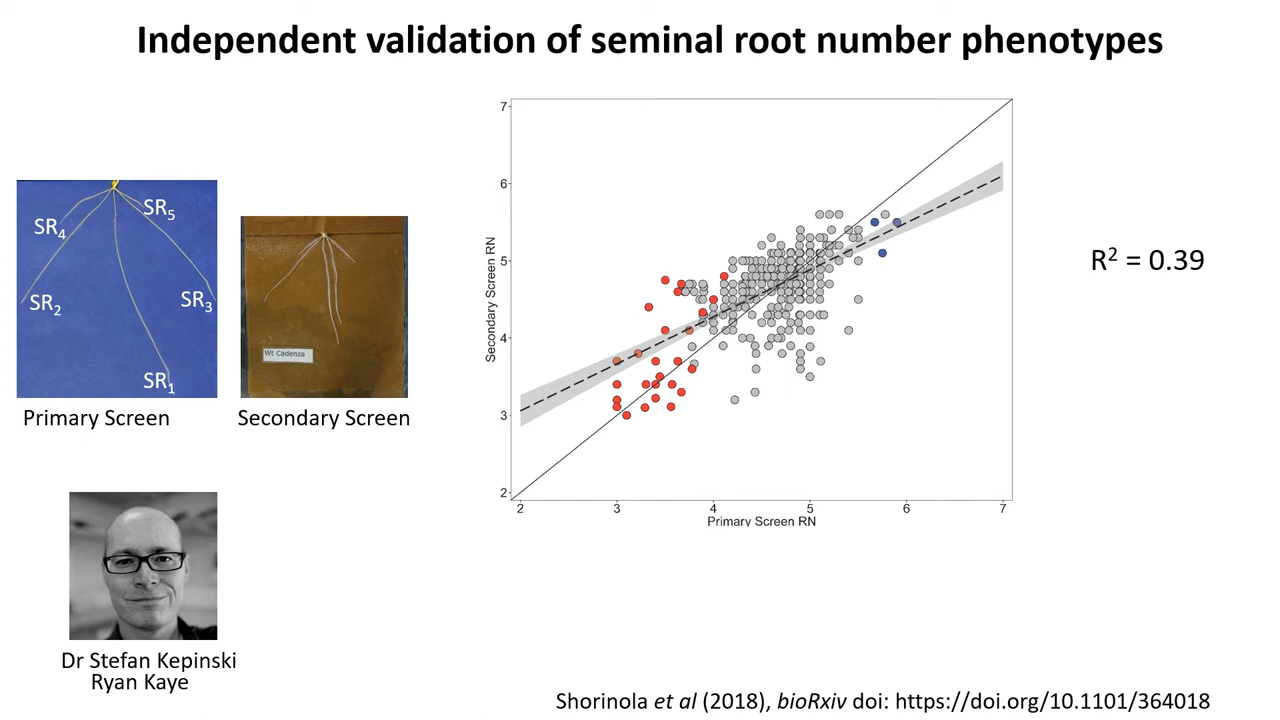 Independent validation of seminal root number phenotypes
SR4
SR5
SR2
SR3
SR1
Primary Screen
Wt Cadenza
Secondary Screen
7
6
5
4
3
2
Secondary Screen RN
2 3 4 5 6 7
Primary Screen RN
R² = 0.39
Dr Stefan Kepinski
Ryan Kaye
Shorinola et al (2018), bioRxiv doi: https://doi.org/10.1101/364018